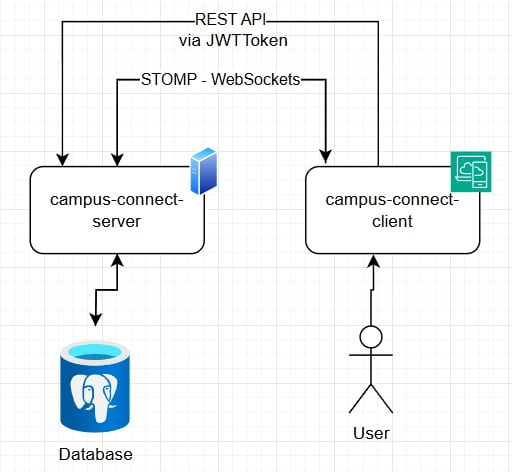 REST API
via JWTToken
STOMP - WebSockets
campus-connect-
server
campus-connect-
client
Database
User